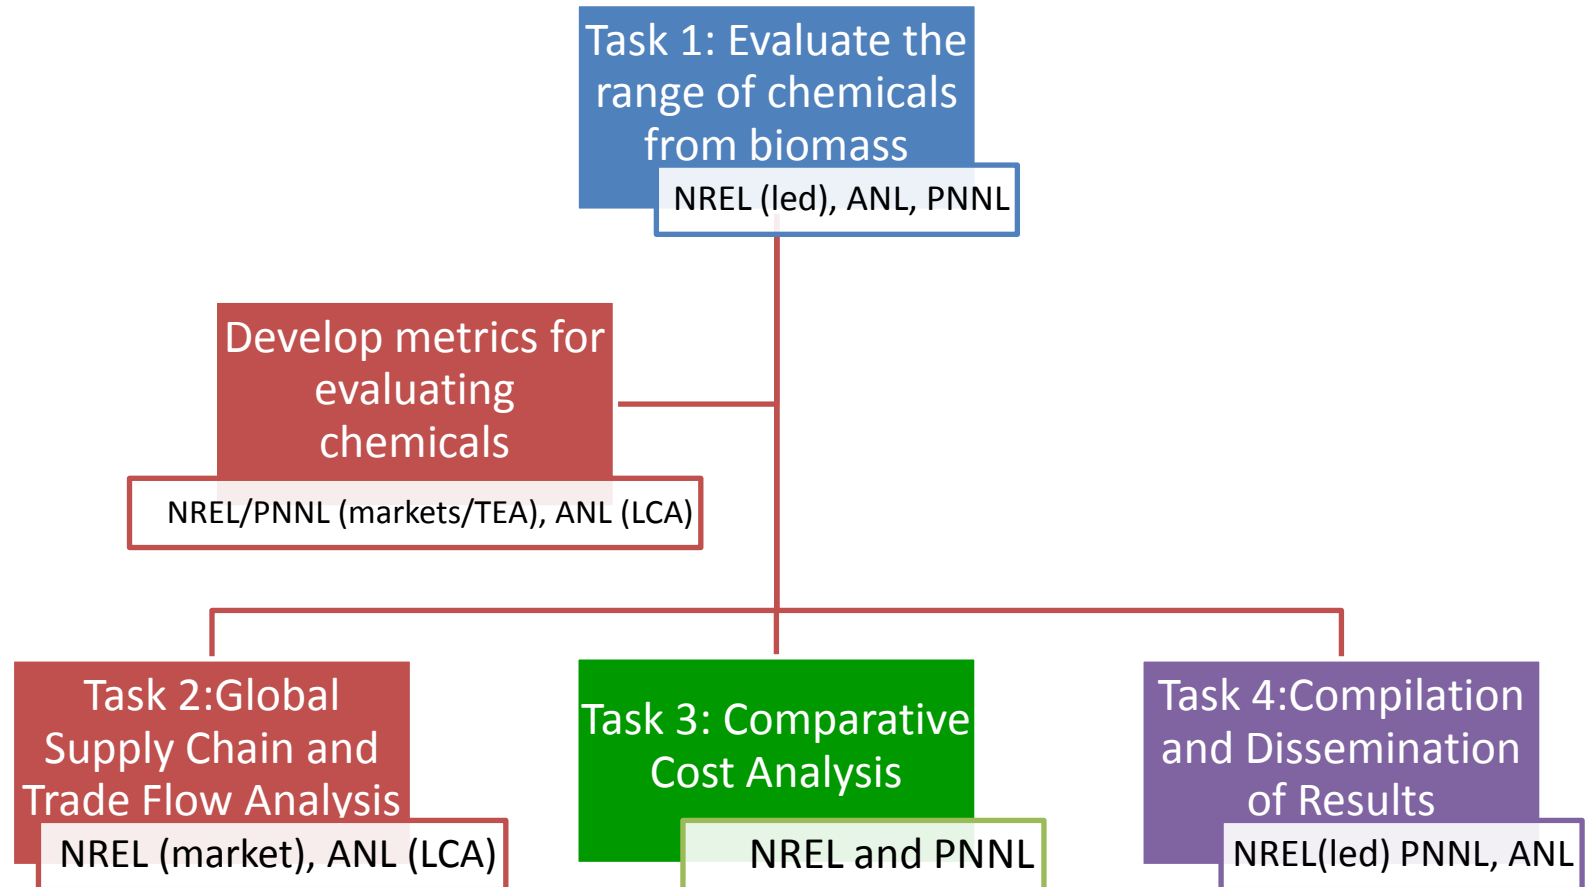 Task 1: Evaluate the
range of chemicals
from biomass
NREL (led), ANL, PNNL
Develop metrics for
evaluating
chemicals
NREL/PNNL (markets/TEA), ANL (LCA)
Task 2:Global
Supply Chain and
Trade Flow Analysis
NREL (market), ANL (LCA)
Task 3: Comparative
Cost Analysis
NREL and PNNL
Task 4:Compilation
and Dissemination
of Results
NREL(led) PNNL, ANL